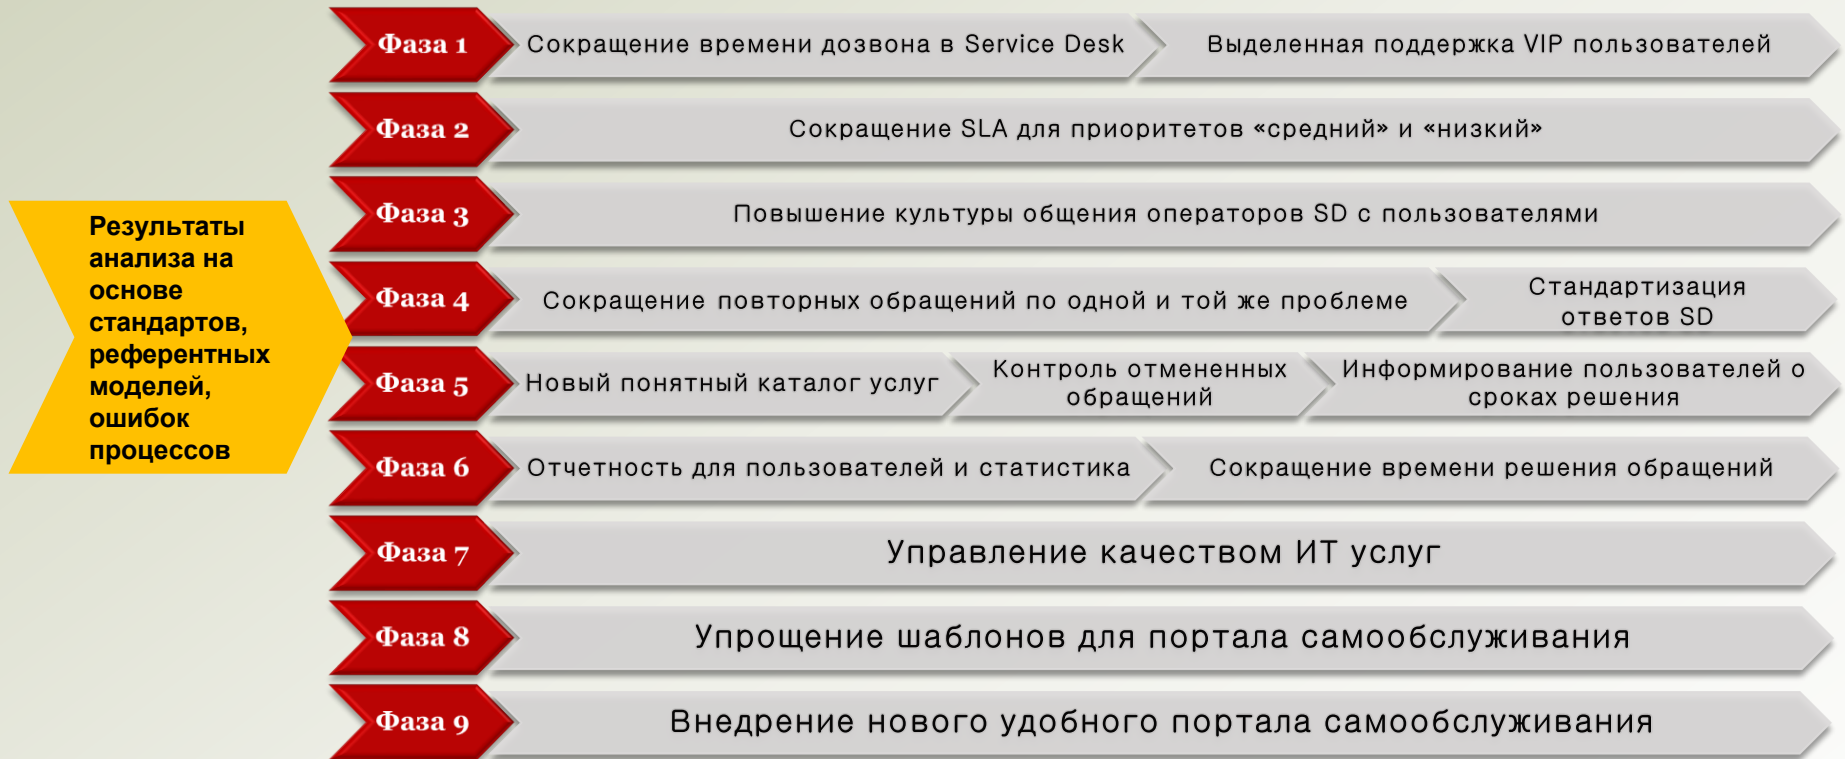 Фаза 1
Сокращение времени дозвона в Service Desk
Выделенная поддержка VIP пользователей
Фаза 2
Сокращение SLA для приоритетов «средний» и «низкий»
Фаза 3
Повышение культуры общения операторов SD с пользователями
Результаты
анализа на
основе
стандартов,
референтных
моделей,
ошибок
процессов
Фаза 4
Сокращение повторных обращений по одной и той же проблеме
Стандартизация
ответов SD
Фаза 5
Новый понятный каталог услуг
Контроль отмененных
обращений
Информирование пользователей о
сроках решения
Фаза 6
Отчетность для пользователей и статистика
Сокращение времени решения обращений
Фаза 7
Управление качеством ИТ услуг
Фаза 8
Упрощение шаблонов для портала самообслуживания
Фаза 9
Внедрение нового удобного портала самообслуживания